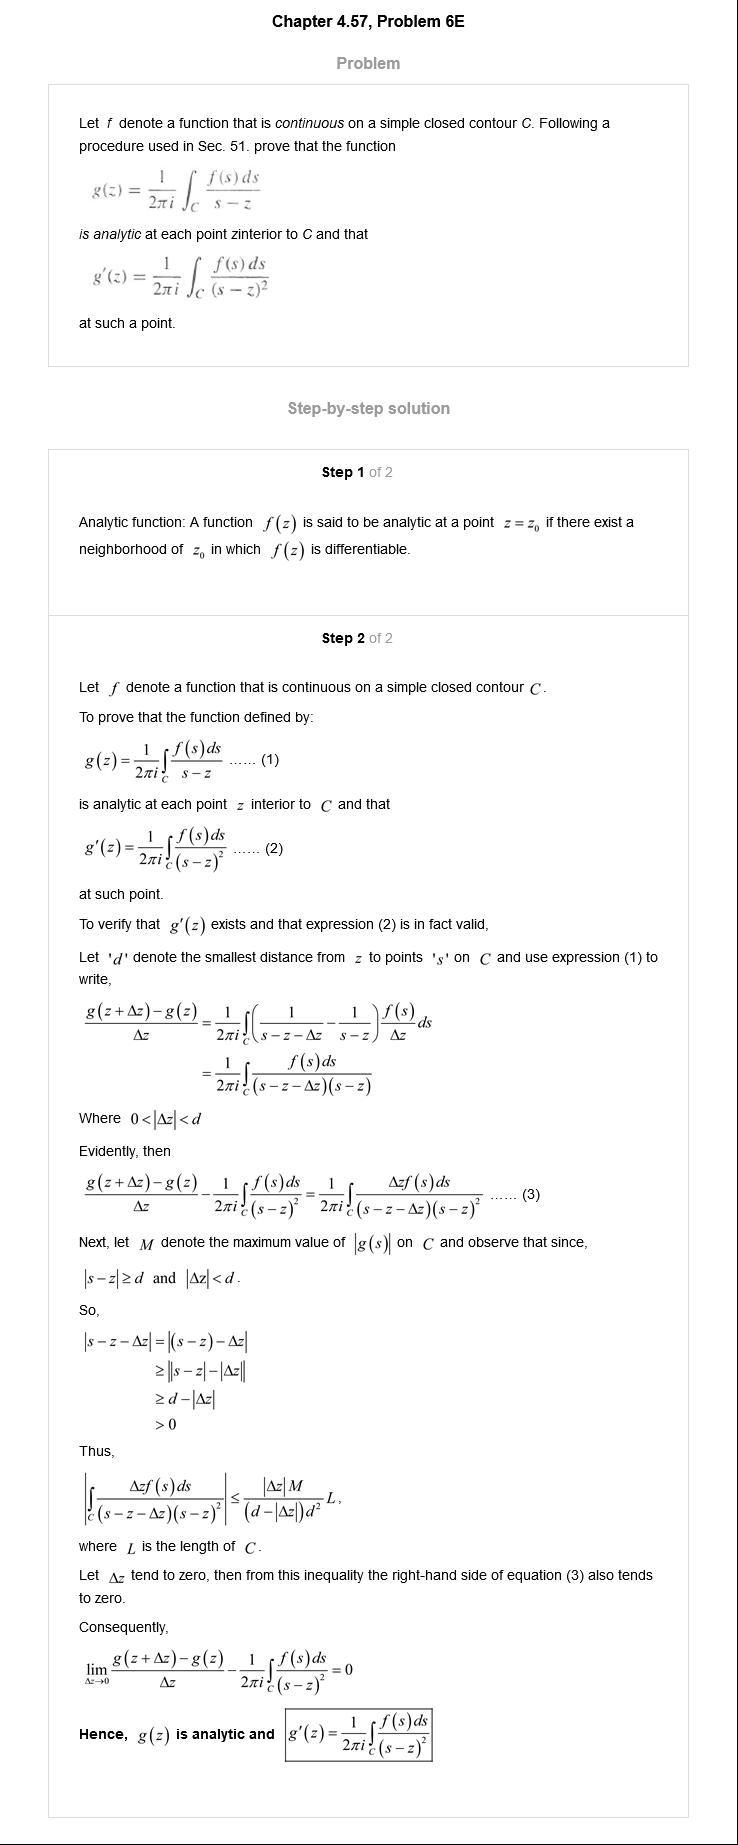 Chapter 4.57, Problem 6E
Problem
Let f denote a function that is continuous on a simple closed contour C. Following a
procedure used in Sec. 51. prove that the function
g(z) = \frac{1}{2\pi i} \int_C \frac{f(s) ds}{s - z}
is analytic at each point zinterior to C and that
g'(z) = \frac{1}{2\pi i} \int_C \frac{f(s) ds}{(s - z)^2}
at such a point.
Step-by-step solution
Step 1 of 2
Analytic function: A function f(z) is said to be analytic at a point z = z_0 if there exist a
neighborhood of z_0 in which f(z) is differentiable.
Step 2 of 2
Let f denote a function that is continuous on a simple closed contour C.
To prove that the function defined by:
g(z) = \frac{1}{2\pi i} \int_C \frac{f(s) ds}{s - z} ...... (1)
is analytic at each point z interior to C and that
g'(z) = \frac{1}{2\pi i} \int_C \frac{f(s) ds}{(s - z)^2} ...... (2)
at such point.
To verify that g'(z) exists and that expression (2) is in fact valid,
Let 'd' denote the smallest distance from z to points 's' on C and use expression (1) to
write,
\frac{g(z + \Delta z) - g(z)}{\Delta z} = \frac{1}{2\pi i} \int_C \left( \frac{1}{s - z - \Delta z} - \frac{1}{s - z} \right) \frac{f(s)}{\Delta z} ds
= \frac{1}{2\pi i} \int_C \frac{f(s) ds}{(s - z - \Delta z)(s - z)}
Where 0 < |\Delta z| < d
Evidently, then
\frac{g(z + \Delta z) - g(z)}{\Delta z} - \frac{1}{2\pi i} \int_C \frac{f(s) ds}{(s - z)^2} = \frac{1}{2\pi i} \int_C \frac{\Delta z f(s) ds}{(s - z - \Delta z)(s - z)^2} ...... (3)
Next, let M denote the maximum value of |g(s)| on C and observe that since,
|s - z| ≥ d and |\Delta z| < d.
So,
|s - z - \Delta z| = |(s - z) - \Delta z|
≥ ||s - z| - |\Delta z||
≥ d - |\Delta z|
> 0
Thus,
\left| \int_C \frac{\Delta z f(s) ds}{(s - z - \Delta z)(s - z)^2} \right| ≤ \frac{|\Delta z| M}{(d - |\Delta z|) d^2} L,
where L is the length of C.
Let \Delta z tend to zero, then from this inequality the right-hand side of equation (3) also tends
to zero.
Consequently,
\lim_{\Delta z \to 0} \frac{g(z + \Delta z) - g(z)}{\Delta z} - \frac{1}{2\pi i} \int_C \frac{f(s) ds}{(s - z)^2} = 0
Hence, g(z) is analytic and g'(z) = \frac{1}{2\pi i} \int_C \frac{f(s) ds}{(s - z)^2}